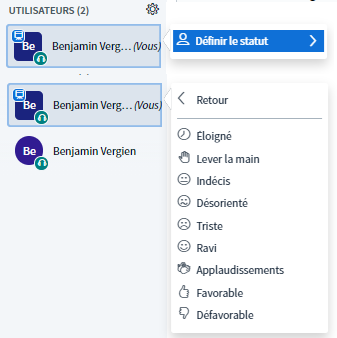 UTILISATEURS (2)
Be
Benjamin Verg... (Vous)
Définir le statut
Be
Benjamin Verg... (Vous)
Be
Benjamin Vergien
Retour
Éloigné
Lever la main
Indécis
Désorienté
Triste
Ravi
Applaudissements
Favorable
Défavorable